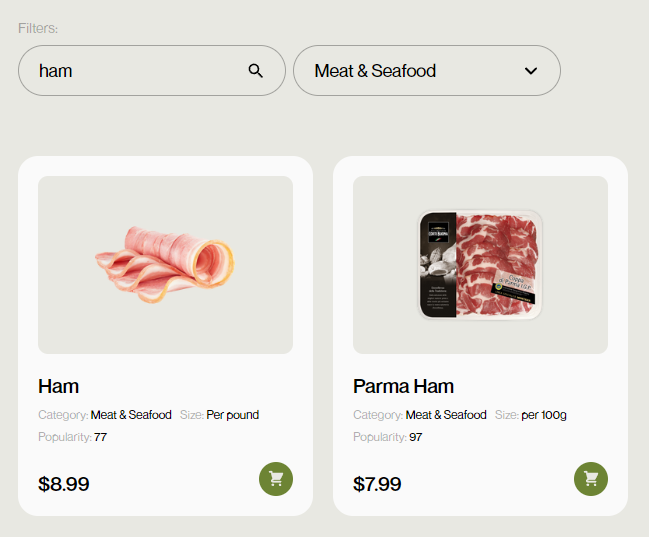 Filters:
ham
Meat & Seafood
Ham
Category: Meat & Seafood Size: Per pound
Popularity: 77
$8.99
Parma Ham
Category: Meat & Seafood Size: per 100g
Popularity: 97
$7.99